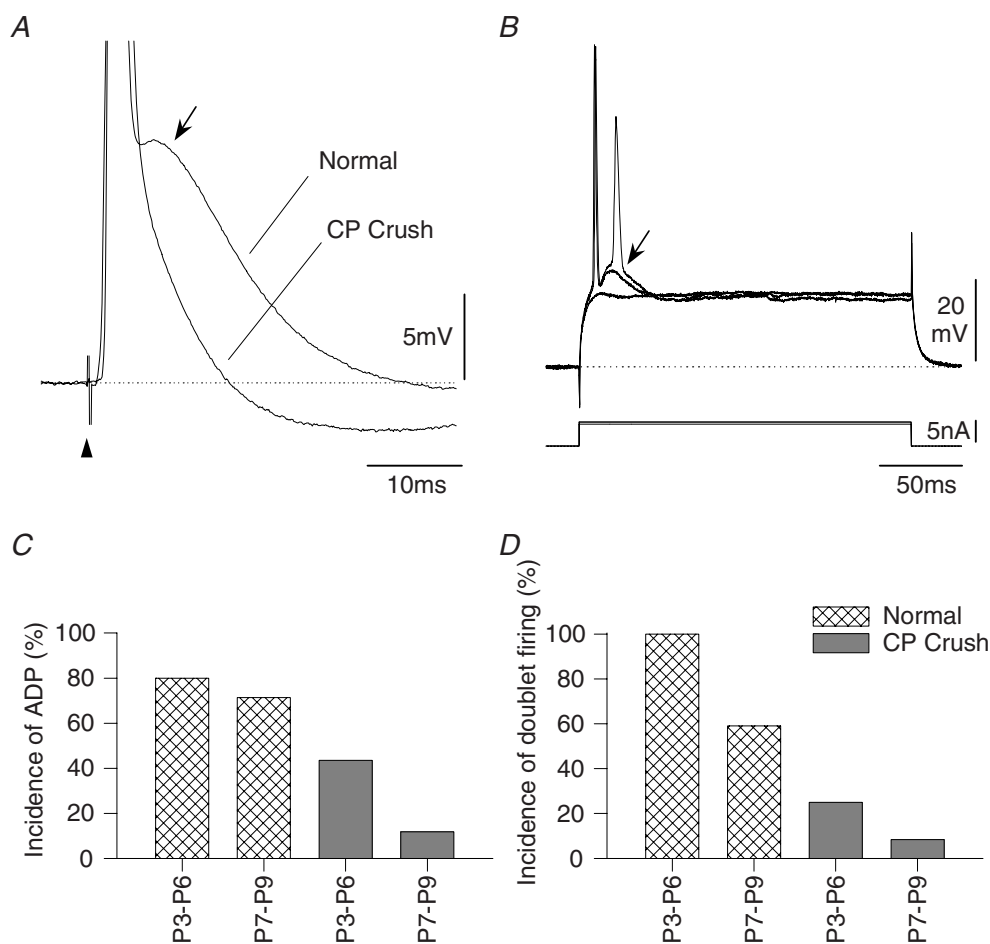 A
Normal
CP Crush
5mV
10ms
B
20
mV
5nA
50ms
C
Incidence of ADP (%)
100
80
60
40
20
0
P3-P6
P7-P9
P3-P6
P7-P9
D
Incidence of doublet firing (%)
100
80
60
40
20
0
Normal
CP Crush
P3-P6
P7-P9
P3-P6
P7-P9